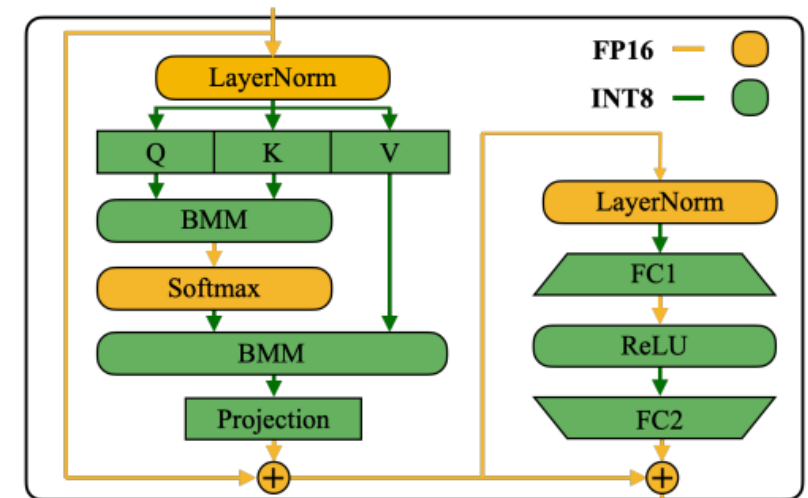 FP16
INT8
LayerNorm
Q K V
BMM
Softmax
BMM
Projection
+
LayerNorm
FC1
ReLU
FC2
+